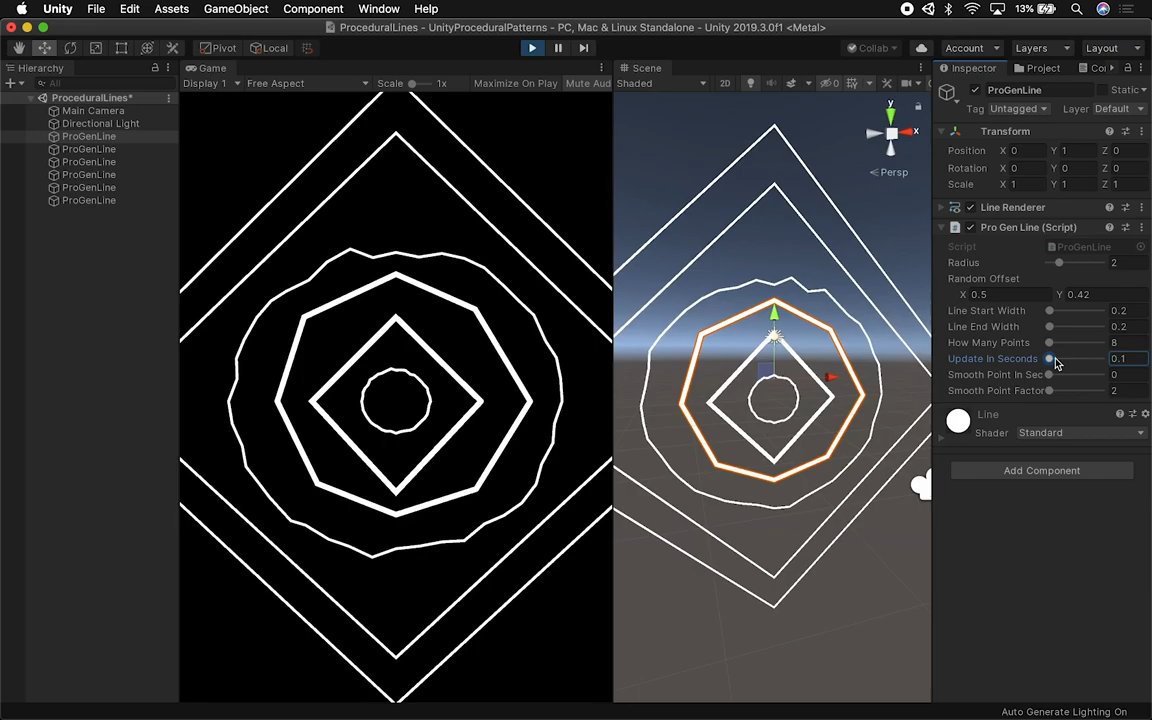 Unity File Edit Assets GameObject Component Window Help 13%
ProceduralLines - UnityProceduralPatterns - PC, Mac & Linux Standalone - Unity 2019.3.0f1 <Metal>
Pivot Local Collab Account Layers Layout
Hierarchy Game Scene Inspector Project
All Display 1 Free Aspect Scale 1x Maximize On Play Mute Aud Shaded 2D 0
ProceduralLines*
Main Camera
Directional Light
ProGenLine
ProGenLine
ProGenLine
ProGenLine
ProGenLine
ProGenLine
y
x
Persp
ProGenLine Static
Tag Untagged Layer Default
Transform
Position X 0 Y 1 Z 0
Rotation X 0 Y 0 Z 0
Scale X 1 Y 1 Z 1
Line Renderer
Pro Gen Line (Script)
Script ProGenLine
Radius 2
Random Offset
X 0.5 Y 0.42
Line Start Width 0.2
Line End Width 0.2
How Many Points 8
Update In Seconds 0.1
Smooth Point In Sec 0
Smooth Point Factor 2
Line
Shader Standard
Add Component
Auto Generate Lighting On